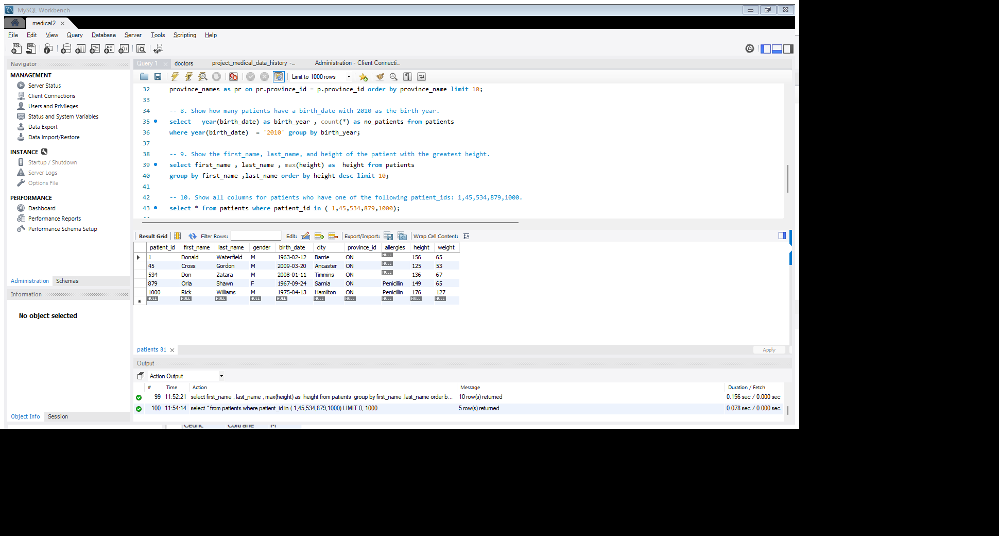 MySQL Workbench
medical2
File Edit View Query Database Server Tools Scripting Help
Navigator
MANAGEMENT
Server Status
Client Connections
Users and Privileges
Status and System Variables
Data Export
Data Import/Restore
INSTANCE
Startup / Shutdown
Server Logs
Options File
PERFORMANCE
Dashboard
Performance Reports
Performance Schema Setup
Administration Schemas
Information
No object selected
Object Info Session
Query 1 doctors project_medical_data_history -... Administration - Client Connecti...
Limit to 1000 rows
32 province_names as pr on pr.province_id = p.province_id order by province_name limit 10;
33
34 -- 8. Show how many patients have a birth_date with 2010 as the birth year.
35 select year(birth_date) as birth_year , count(*) as no_patients from patients
36 where year(birth_date) = '2010' group by birth_year;
37
38 -- 9. Show the first_name, last_name, and height of the patient with the greatest height.
39 select first_name , last_name , max(height) as height from patients
40 group by first_name ,last_name order by height desc limit 10;
41
42 -- 10. Show all columns for patients who have one of the following patient_ids: 1,45,534,879,1000.
43 select * from patients where patient_id in ( 1,45,534,879,1000);
Result Grid Filter Rows: Edit: Export/Import: Wrap Cell Content:
patient_id first_name last_name gender birth_date city province_id allergies height weight
1 Donald Waterfield M 1963-02-12 Barrie ON NULL 156 65
45 Cross Gordon M 2009-03-20 Ancaster ON NULL 125 53
534 Don Zatara M 2008-01-11 Timmins ON NULL 136 67
879 Orla Shawn F 1967-09-24 Sarnia ON Penicillin 149 65
1000 Rick Williams M 1975-04-13 Hamilton ON Penicillin 176 127
NULL NULL NULL NULL NULL NULL NULL NULL NULL NULL
patients 81 Apply
Output
Action Output
# Time Action Message Duration / Fetch
99 11:52:21 select first_name , last_name , max(height) as height from patients group by first_name ,last_name order b... 10 row(s) returned 0.156 sec / 0.000 sec
100 11:54:14 select * from patients where patient_id in ( 1,45,534,879,1000) LIMIT 0, 1000 5 row(s) returned 0.078 sec / 0.000 sec
Cedric Coltrane M